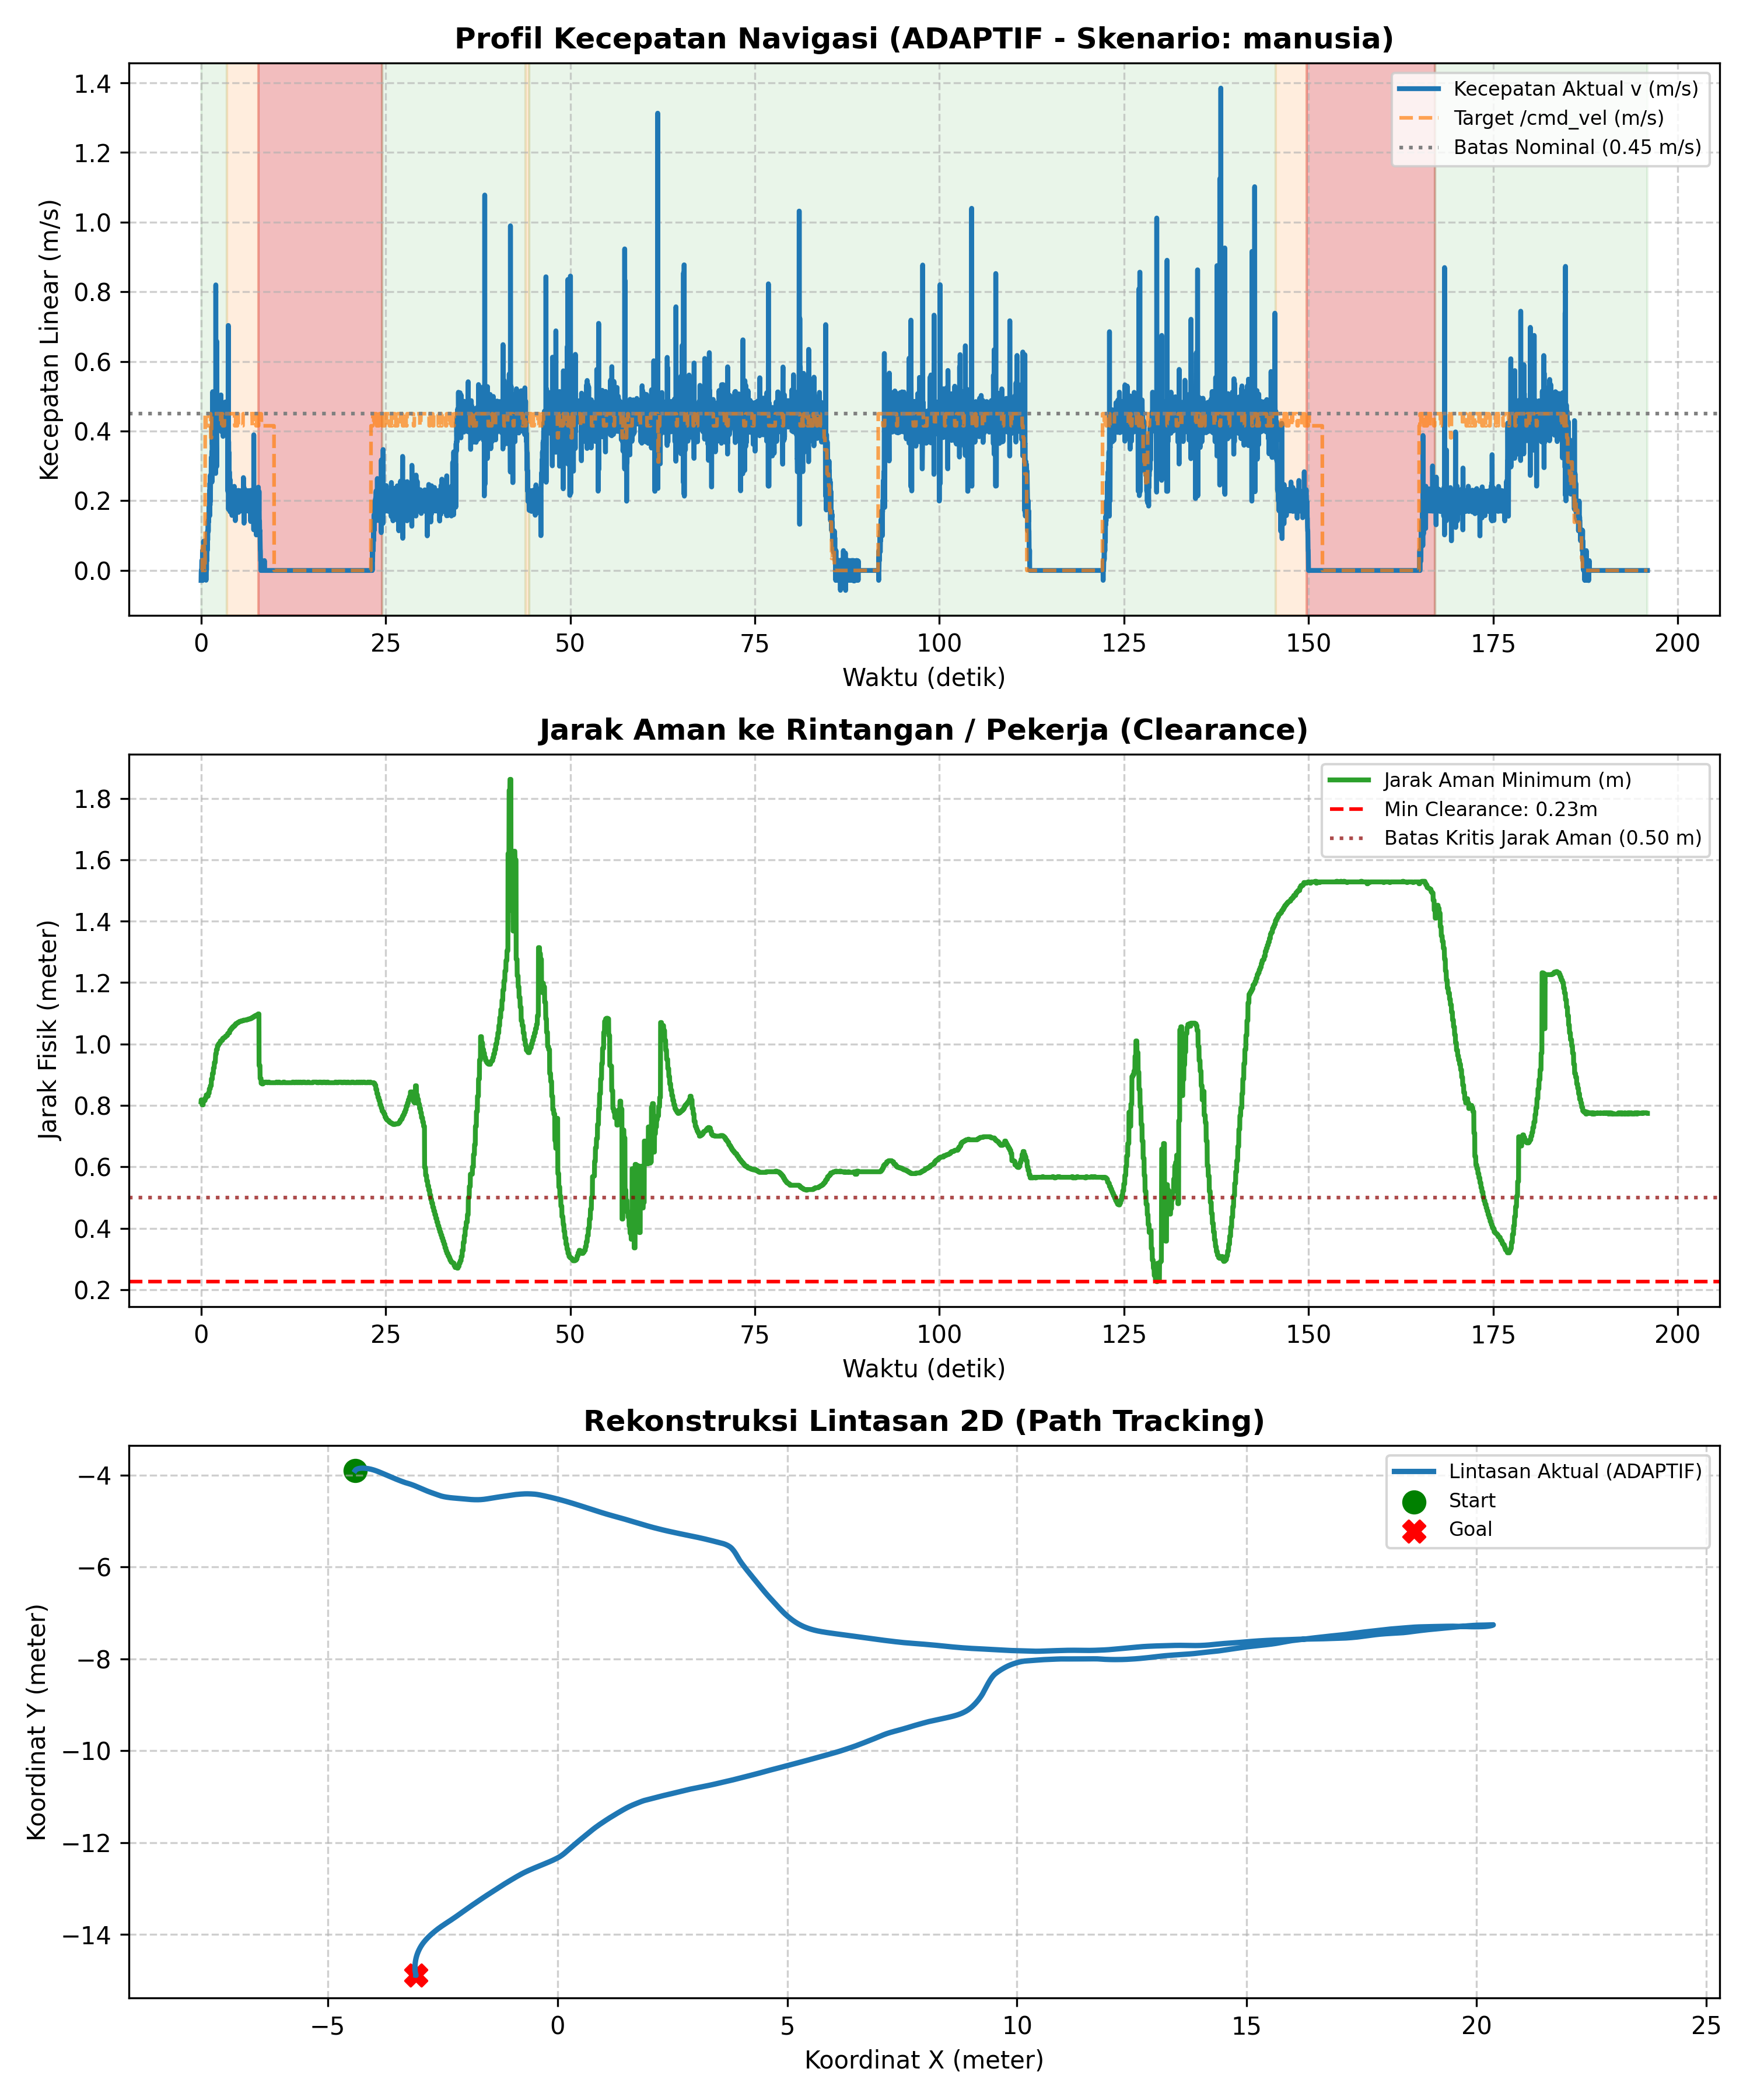 Profil Kecepatan Navigasi (ADAPTIF - Skenario: manusia)
Kecepatan Linear (m/s)
1.4
1.2
1.0
0.8
0.6
0.4
0.2
0.0
Kecepatan Aktual v (m/s)
Target /cmd_vel (m/s)
Batas Nominal (0.45 m/s)
0 25 50 75 100 125 150 175 200
Waktu (detik)
Jarak Aman ke Rintangan / Pekerja (Clearance)
Jarak Fisik (meter)
1.8
1.6
1.4
1.2
1.0
0.8
0.6
0.4
0.2
Jarak Aman Minimum (m)
Min Clearance: 0.23m
Batas Kritis Jarak Aman (0.50 m)
0 25 50 75 100 125 150 175 200
Waktu (detik)
Rekonstruksi Lintasan 2D (Path Tracking)
Koordinat Y (meter)
−4
−6
−8
−10
−12
−14
Lintasan Aktual (ADAPTIF)
Start
Goal
−5 0 5 10 15 20 25
Koordinat X (meter)